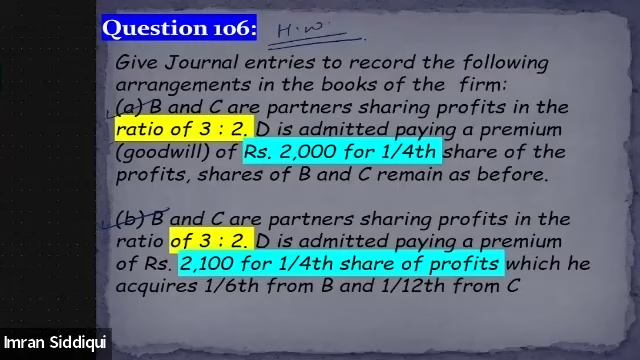 Question 106:
H.W.
Give Journal entries to record the following
arrangements in the books of the firm:
(a) B and C are partners sharing profits in the
ratio of 3 : 2. D is admitted paying a premium
(goodwill) of Rs. 2,000 for 1/4th share of the
profits, shares of B and C remain as before.
(b) B and C are partners sharing profits in the
ratio of 3 : 2. D is admitted paying a premium
of Rs. 2,100 for 1/4th share of profits which he
acquires 1/6th from B and 1/12th from C
Imran Siddiqui